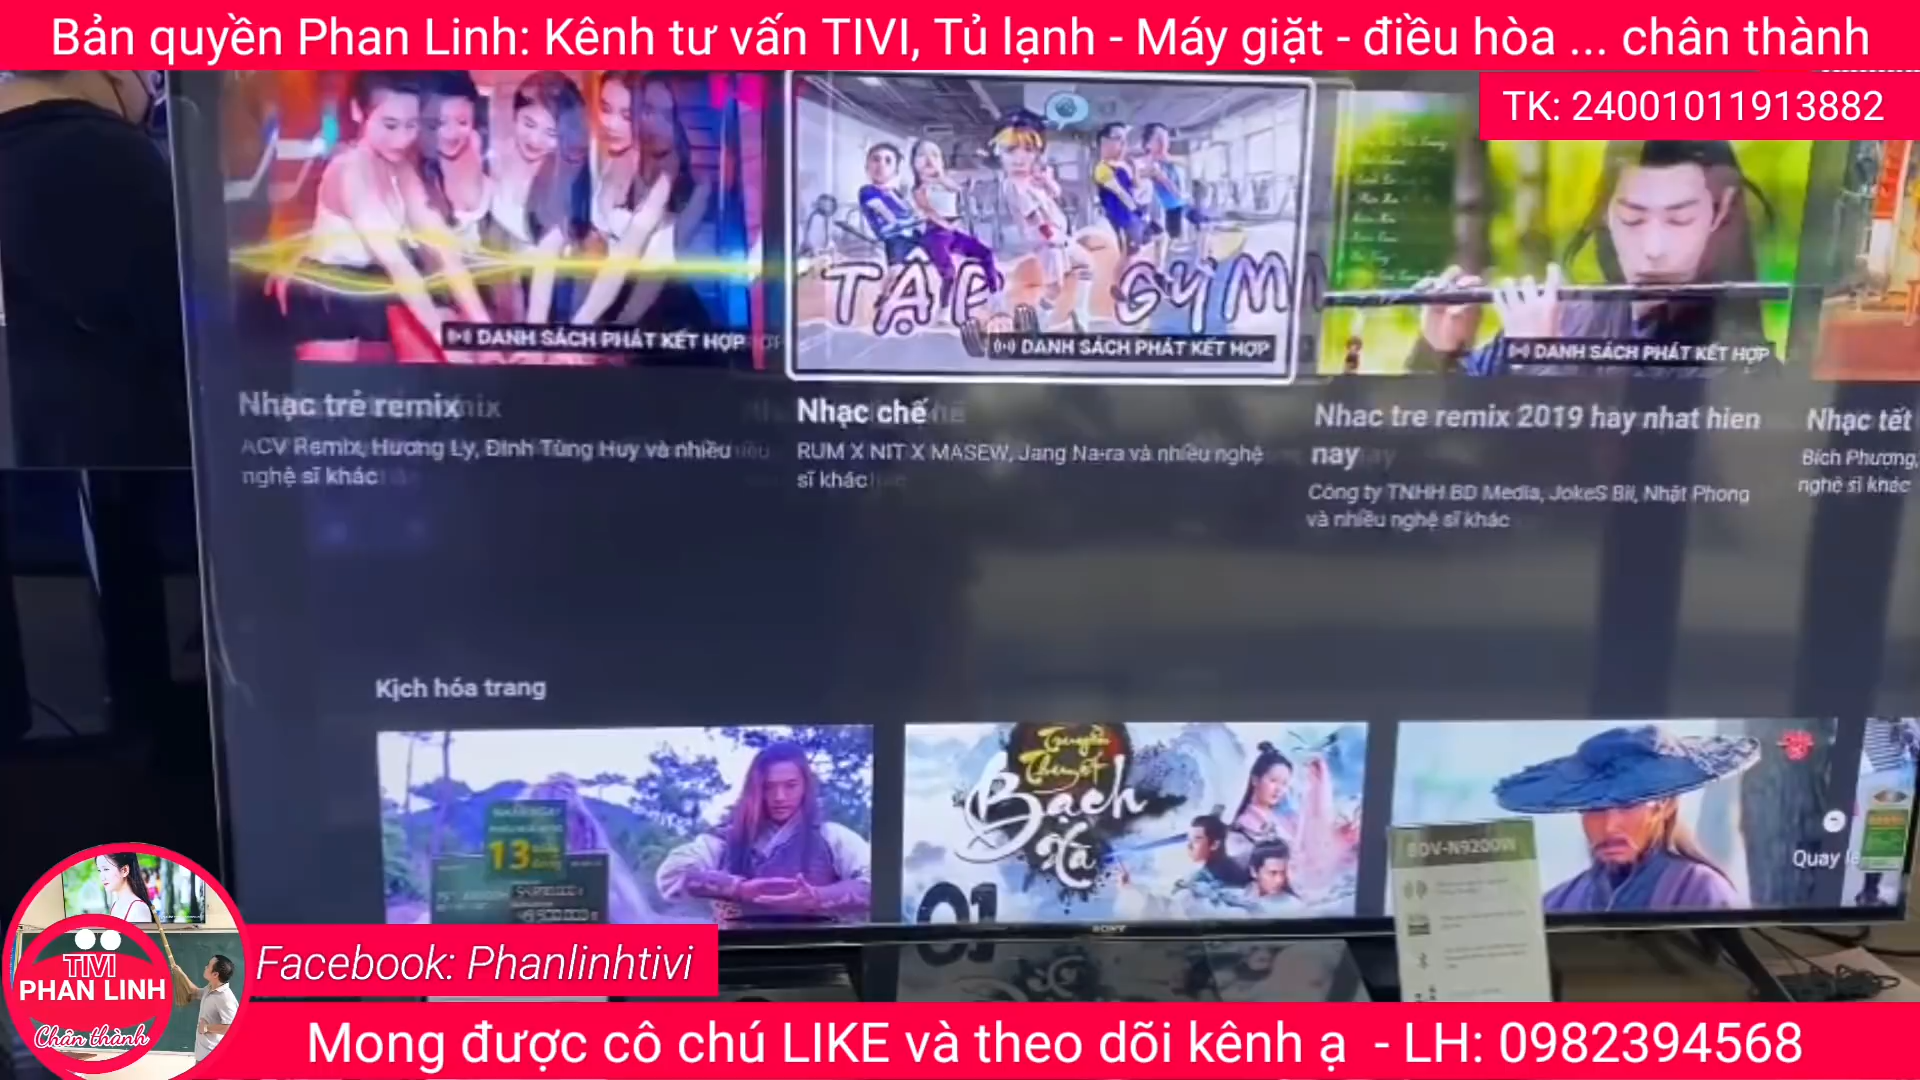 Bản quyền Phan Linh: Kênh tư vấn TIVI, Tủ lạnh - Máy giặt - điều hòa ... chân thành
TK: 24001011913882
TẬP GYM
DANH SÁCH PHÁT KẾT HỢP
DANH SÁCH PHÁT KẾT HỢP
DANH SÁCH PHÁT KẾT HỢP
Nhạc trẻ remix
ACV Remix, Hương Ly, Đinh Tùng Huy và nhiều
nghệ sĩ khác
Nhạc chế
RUM X NIT X MASEW, Jang Na-ra và nhiều nghệ
sĩ khác
Nhac tre remix 2019 hay nhat hien
nay
Công ty TNHH BD Media, JokeS Bii, Nhật Phong
và nhiều nghệ sĩ khác
Nhạc tết
Bích Phương,
nghệ sĩ khác
Kịch hóa trang
Truyền
Thuyết
Bạch
Xà
01
13
BDV-N9200W
Quay lạ
SONY
TIVI
PHAN LINH
Chân thành
Facebook: Phanlinhtivi
Mong được cô chú LIKE và theo dõi kênh ạ - LH: 0982394568